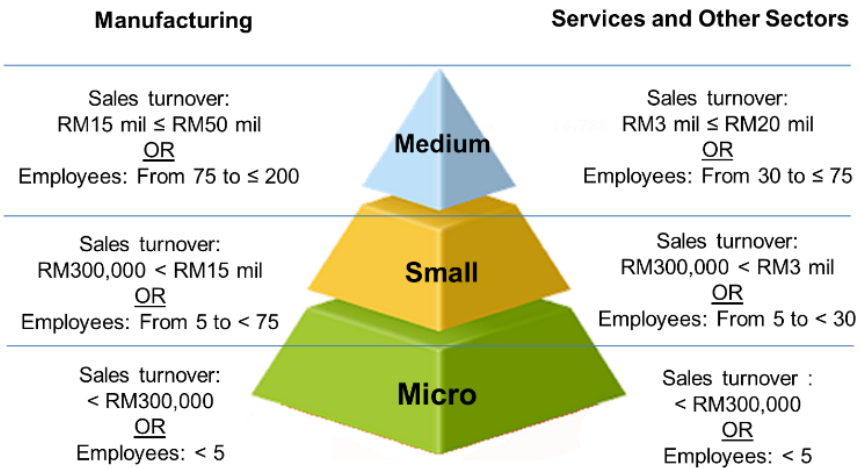 Manufacturing
Services and Other Sectors
Sales turnover:
RM15 mil ≤ RM50 mil
OR
Employees: From 75 to ≤ 200
Medium
Sales turnover:
RM3 mil ≤ RM20 mil
OR
Employees: From 30 to ≤ 75
Sales turnover:
RM300,000 < RM15 mil
OR
Employees: From 5 to < 75
Small
Sales turnover:
RM300,000 < RM3 mil
OR
Employees: From 5 to < 30
Sales turnover:
< RM300,000
OR
Employees: < 5
Micro
Sales turnover :
< RM300,000
OR
Employees: < 5